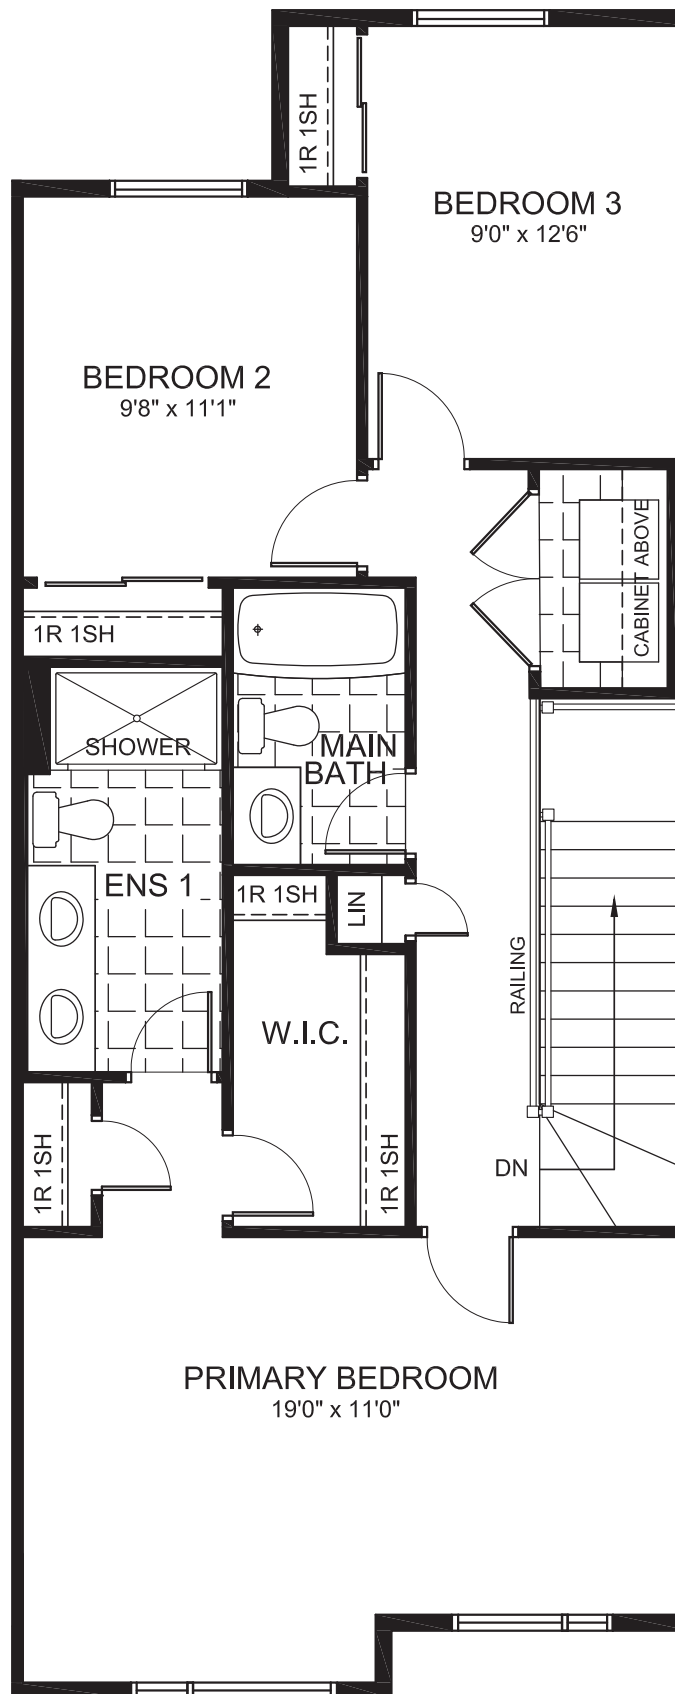 1R 1SH
BEDROOM 3
9'0" x 12'6"
BEDROOM 2
9'8" x 11'1"
CABINET ABOVE
1R 1SH
SHOWER
MAIN
BATH
ENS 1
1R 1SH
LIN
RAILING
W.I.C.
1R 1SH
1R 1SH
DN
PRIMARY BEDROOM
19'0" x 11'0"